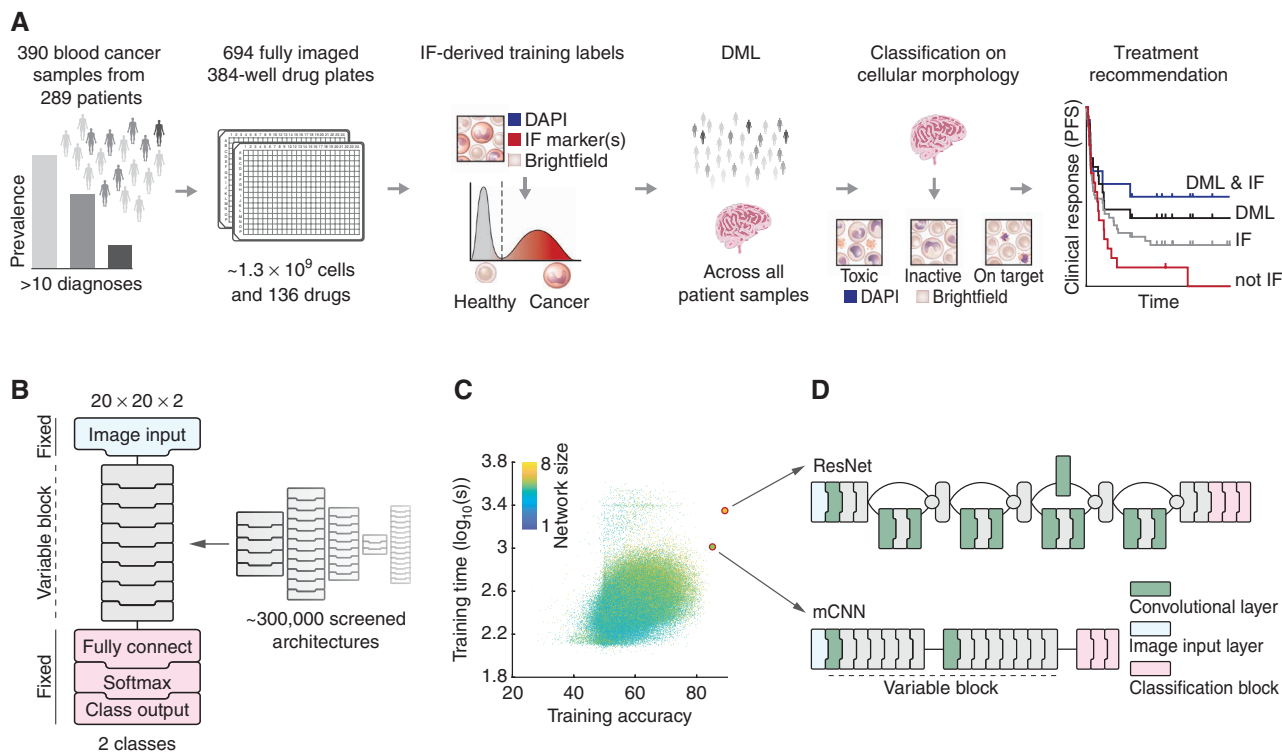 A
390 blood cancer
samples from
289 patients
Prevalence
>10 diagnoses
694 fully imaged
384-well drug plates
~1.3 × 10⁹ cells
and 136 drugs
IF-derived training labels
DAPI
IF marker(s)
Brightfield
Healthy
Cancer
DML
Across all
patient samples
Classification on
cellular morphology
Toxic
Inactive
On target
DAPI
Brightfield
Treatment
recommendation
Clinical response (PFS)
DML & IF
DML
IF
not IF
Time
B
20 × 20 × 2
Fixed
Image input
Variable block
~300,000 screened
architectures
Fixed
Fully connect
Softmax
Class output
2 classes
C
Training time (log₁₀(s))
3.8
3.4
3
2.6
2.2
1.8
8
1
Network size
20
40
60
80
Training accuracy
D
ResNet
mCNN
Variable block
Convolutional layer
Image input layer
Classification block